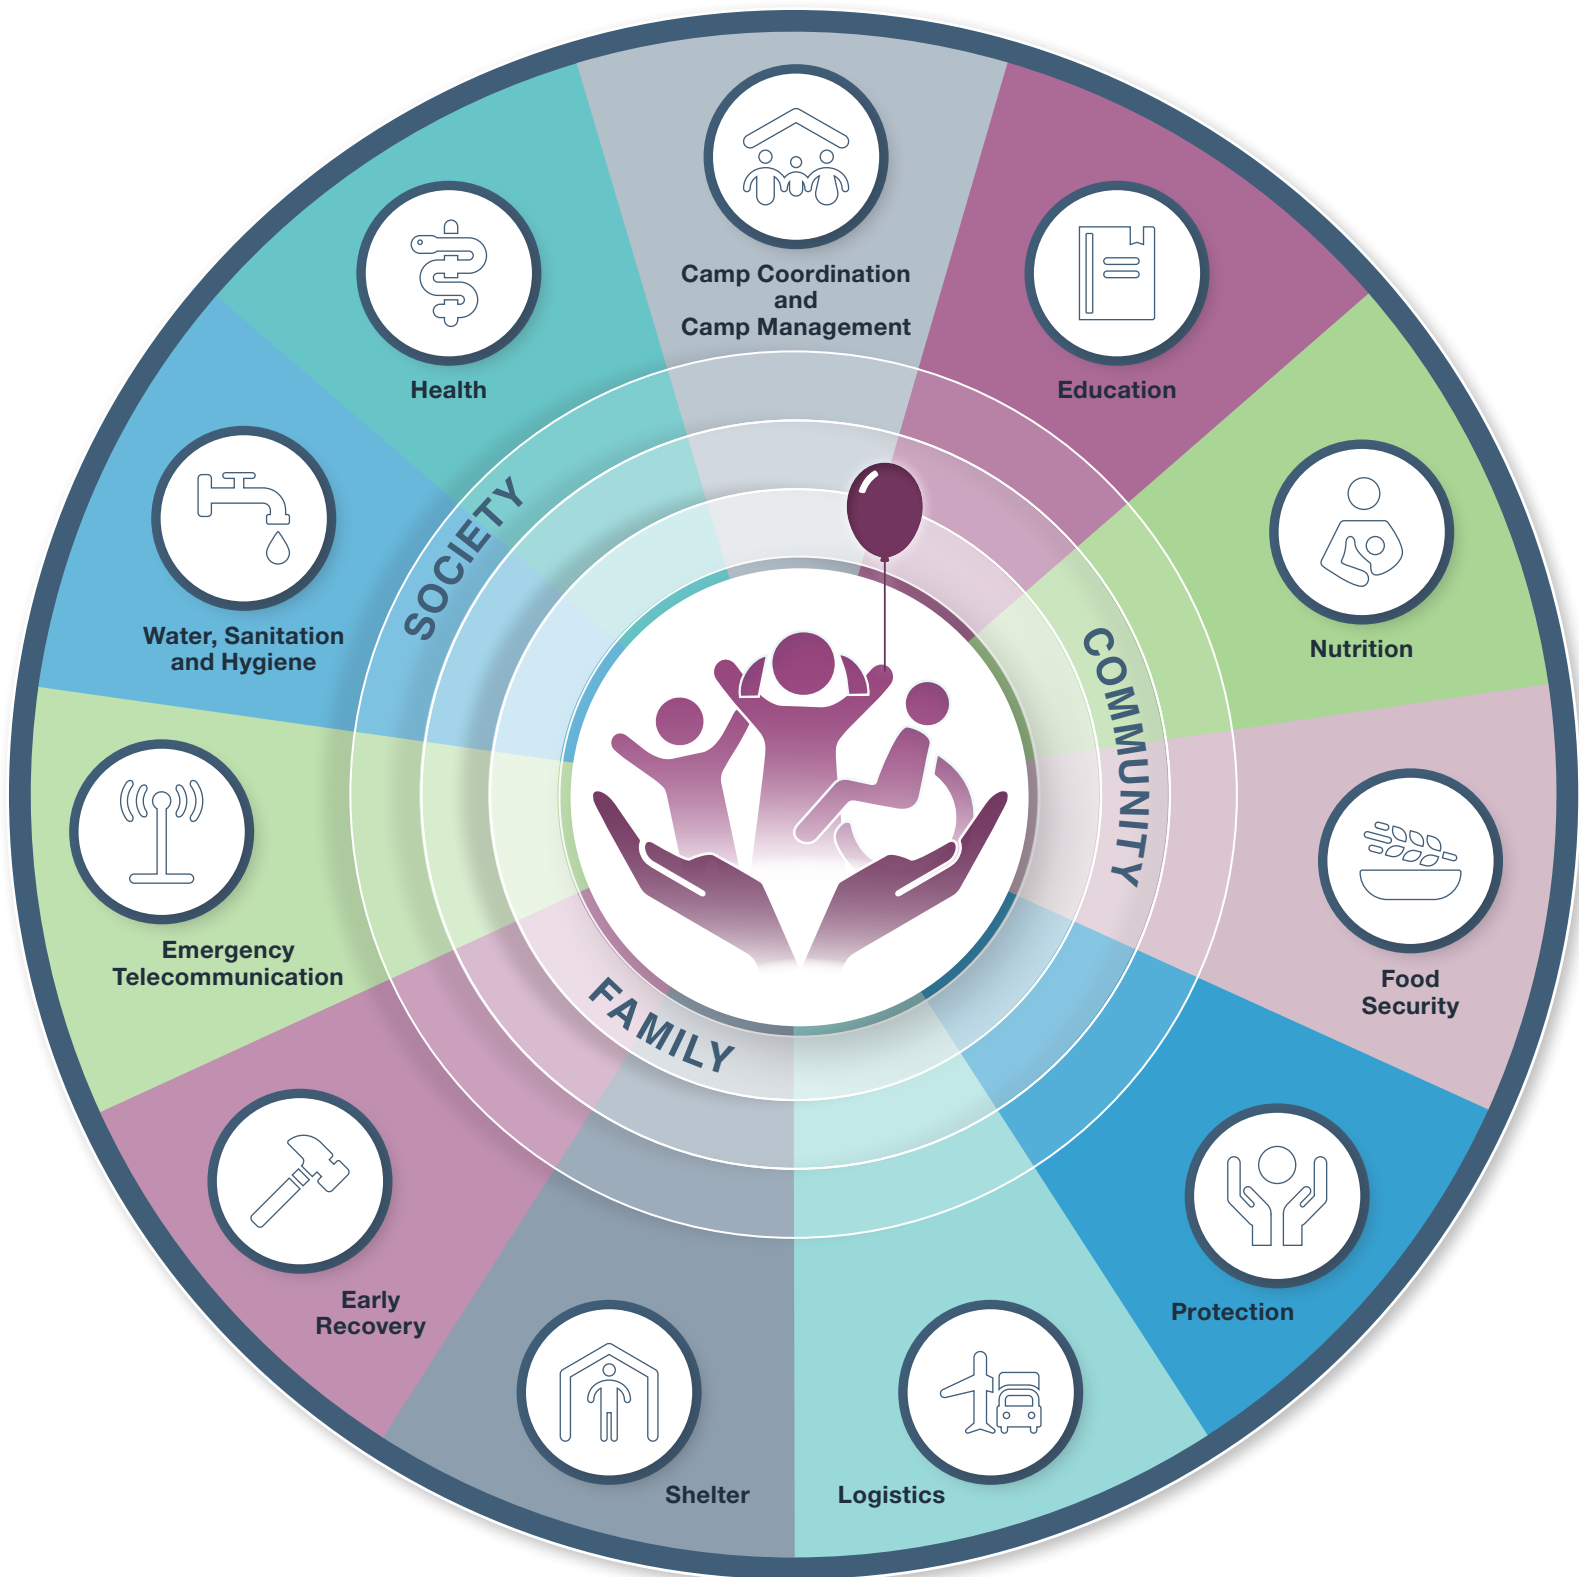 Camp Coordination
and
Camp Management
Education
Nutrition
Food
Security
Protection
Logistics
Shelter
Early
Recovery
Emergency
Telecommunication
Water, Sanitation
and Hygiene
Health
SOCIETY
COMMUNITY
FAMILY